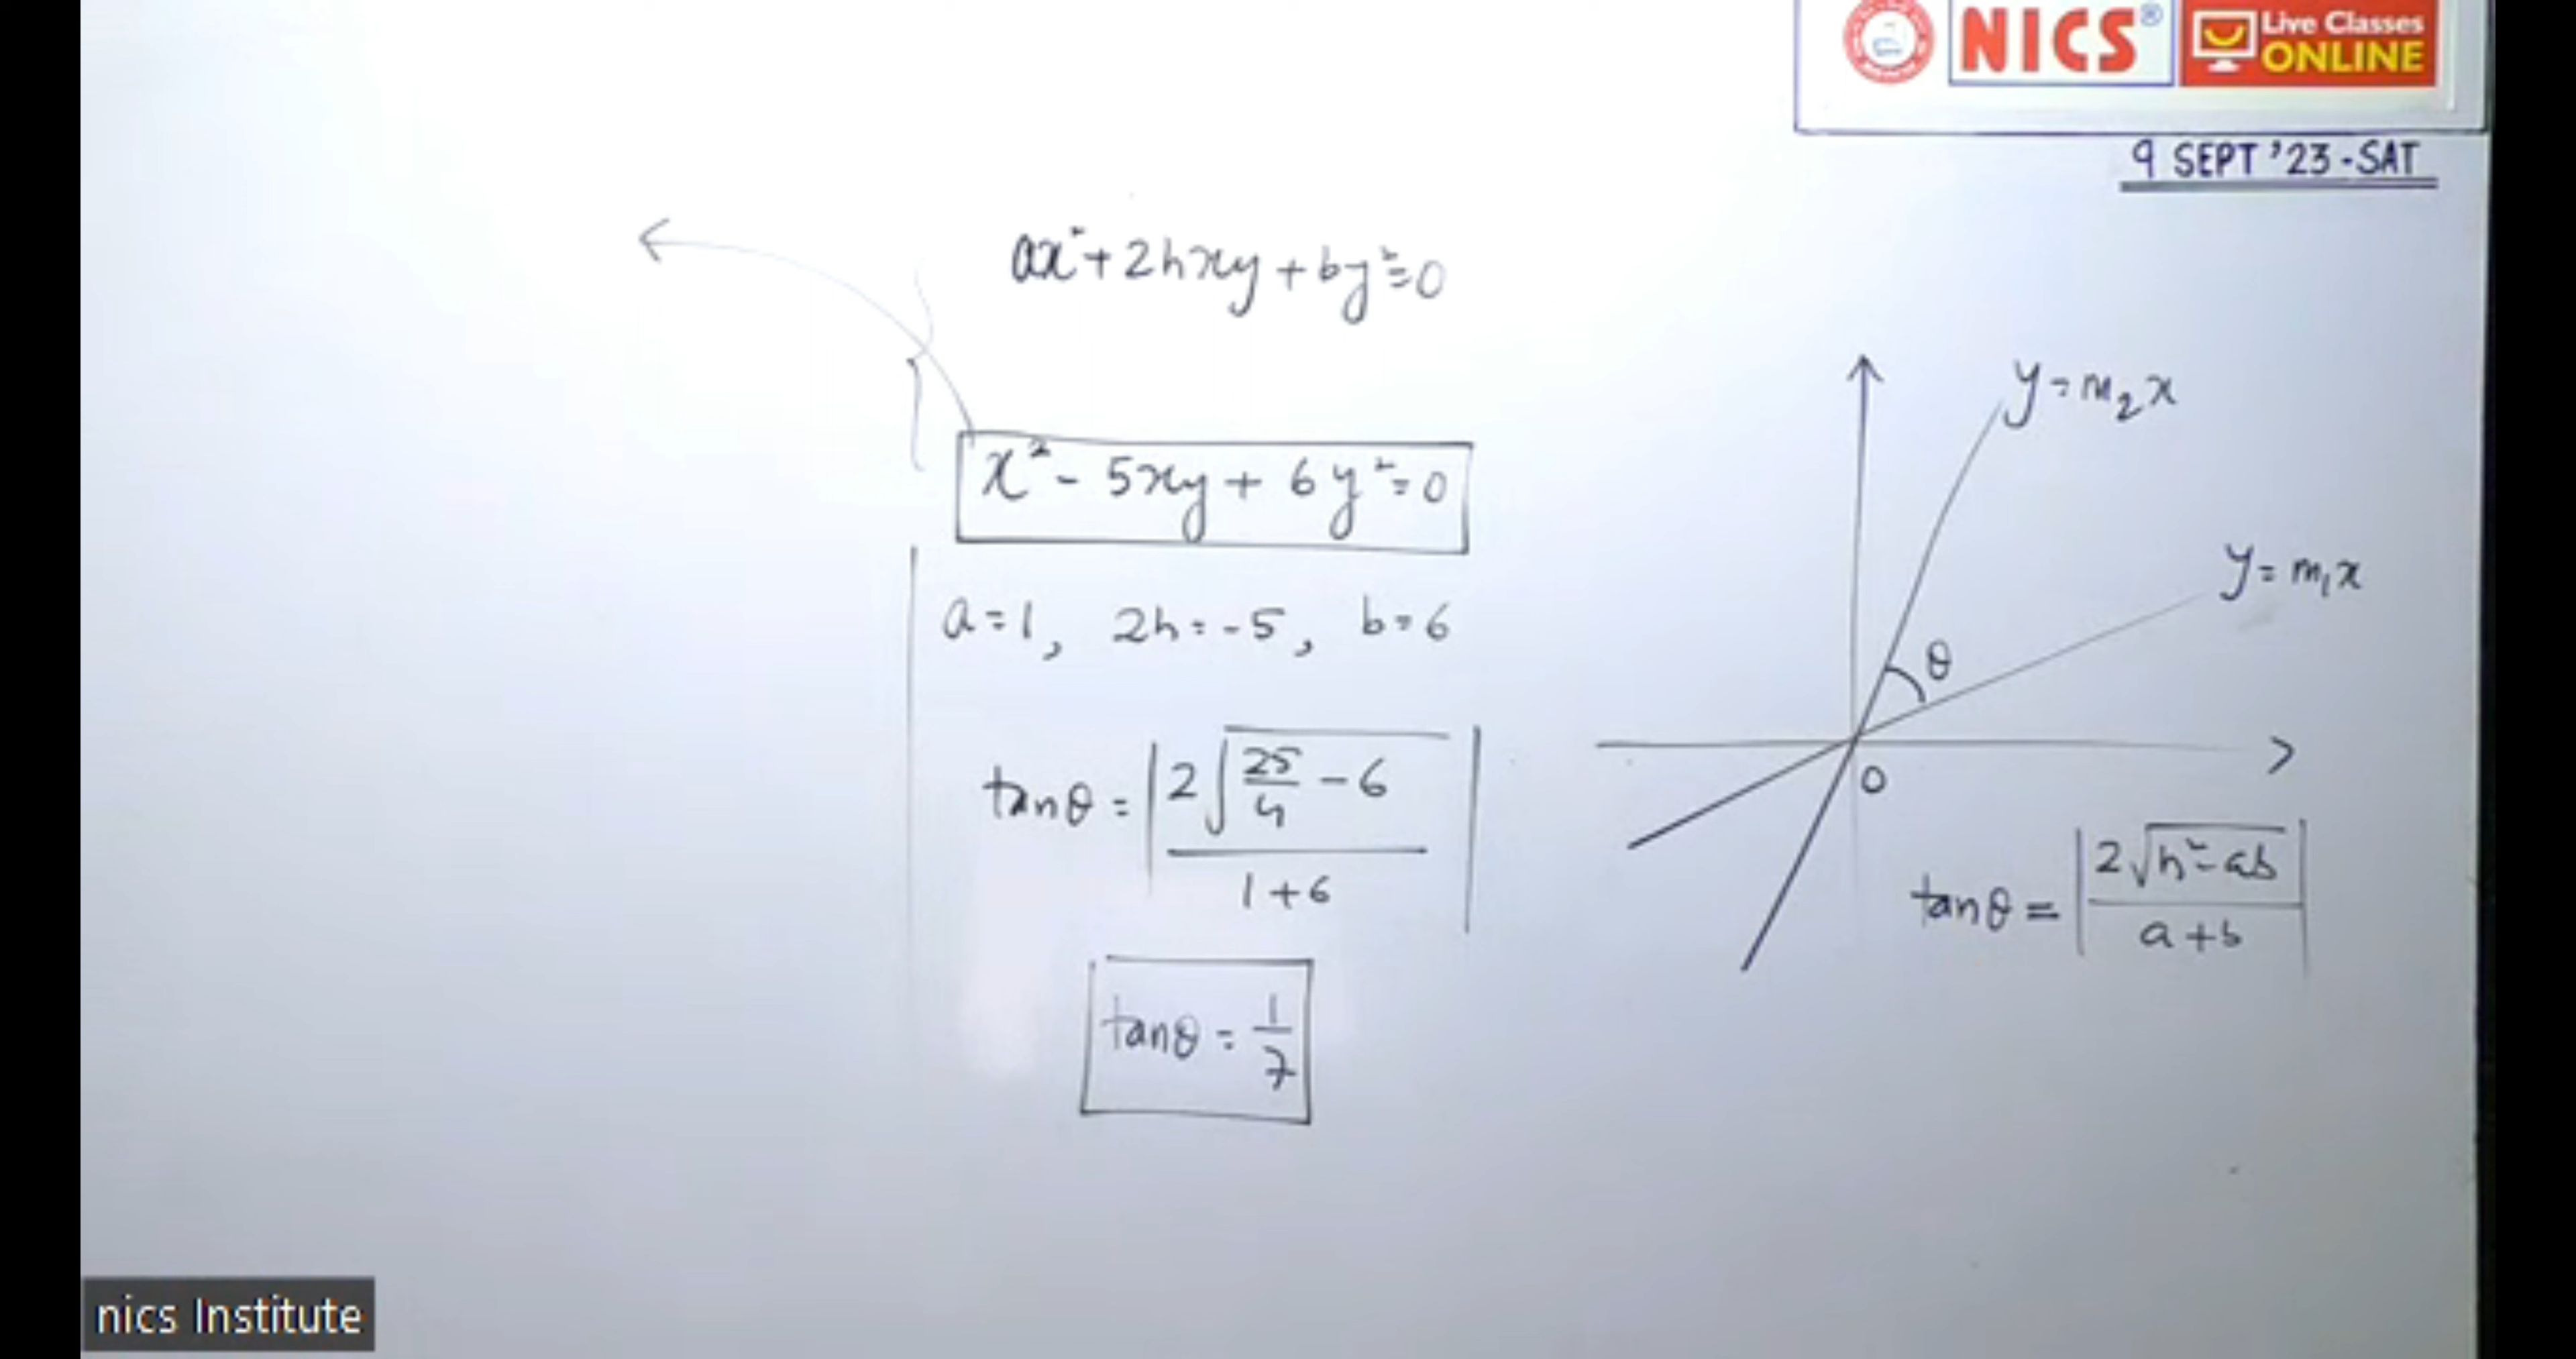 NICS®
Live Classes
ONLINE
9 SEPT '23 - SAT
ax² + 2hxy + by² = 0
x² - 5xy + 6y² = 0
a = 1, 2h = -5, b = 6
tanθ = |2√(25/4 - 6) / 1 + 6|
tanθ = 1/7
y = m₂x
y = m₁x
θ
O
tanθ = |2√(h² - ab) / a + b|
nics Institute